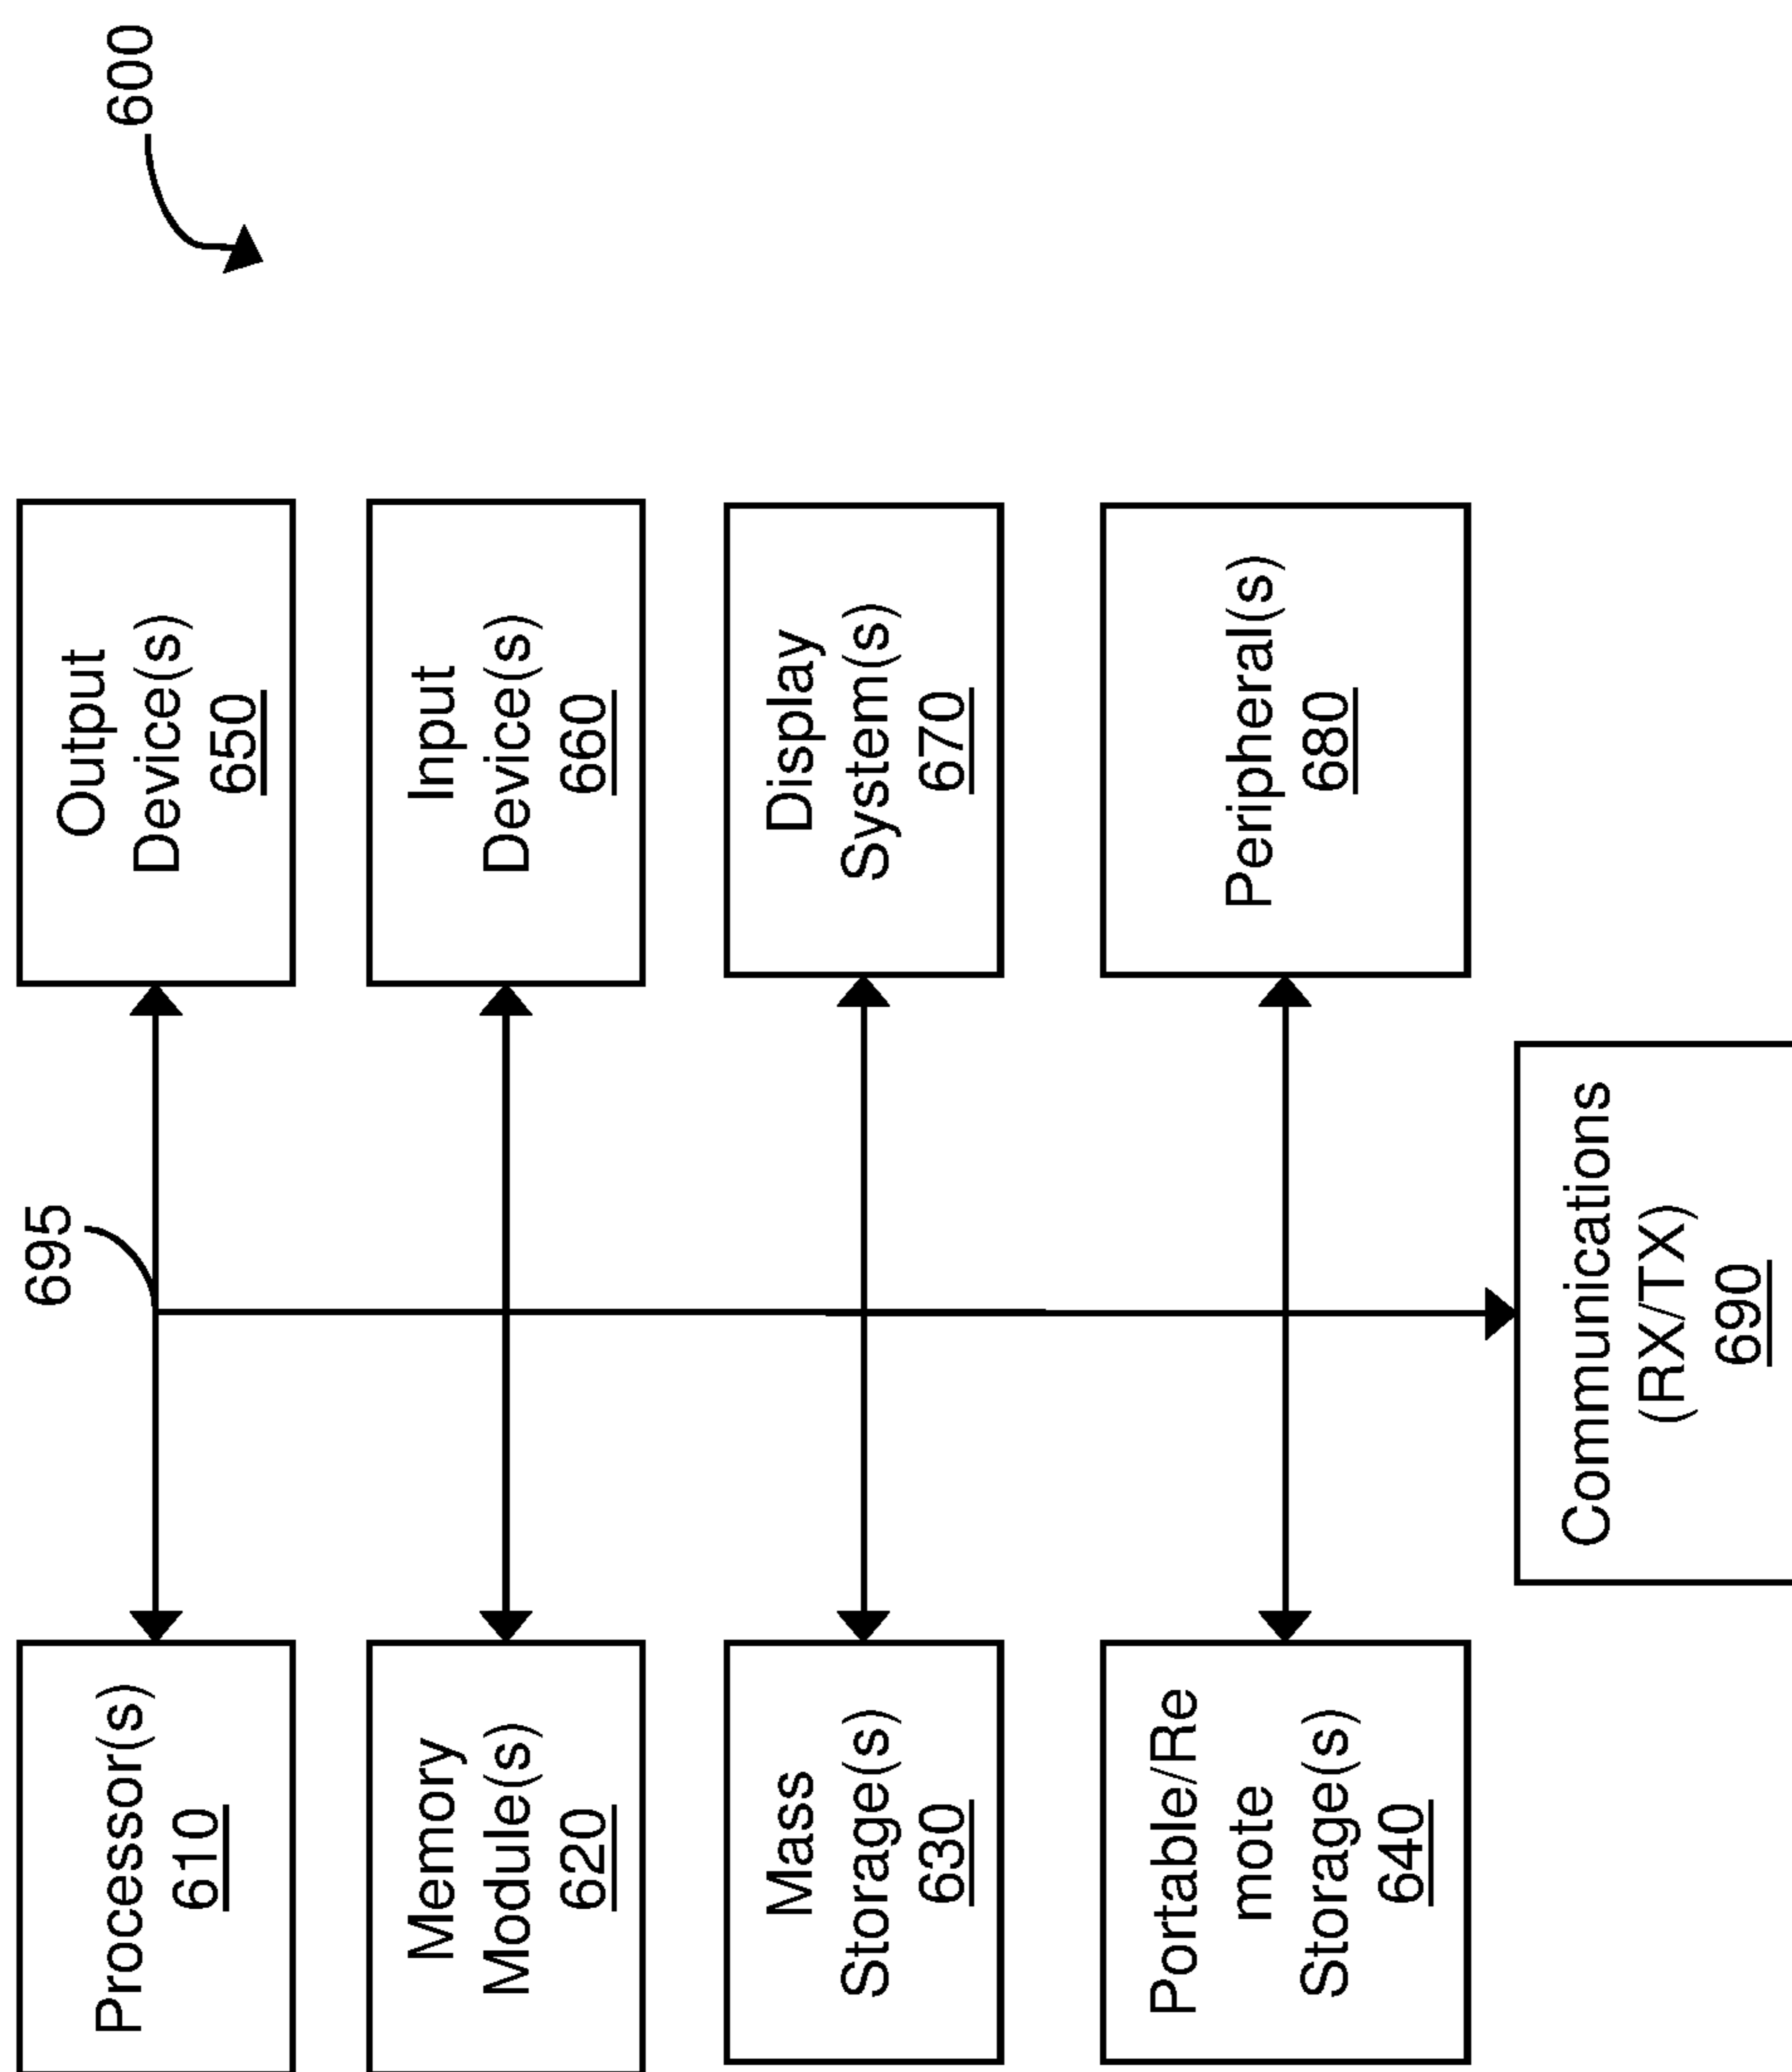 600
695
Processor(s)
610
Output
Device(s)
650
Memory
Module(s)
620
Input
Device(s)
660
Mass
Storage(s)
630
Display
System(s)
670
Portable/Re
mote
Storage(s)
640
Peripheral(s)
680
Communications
(RX/TX)
690